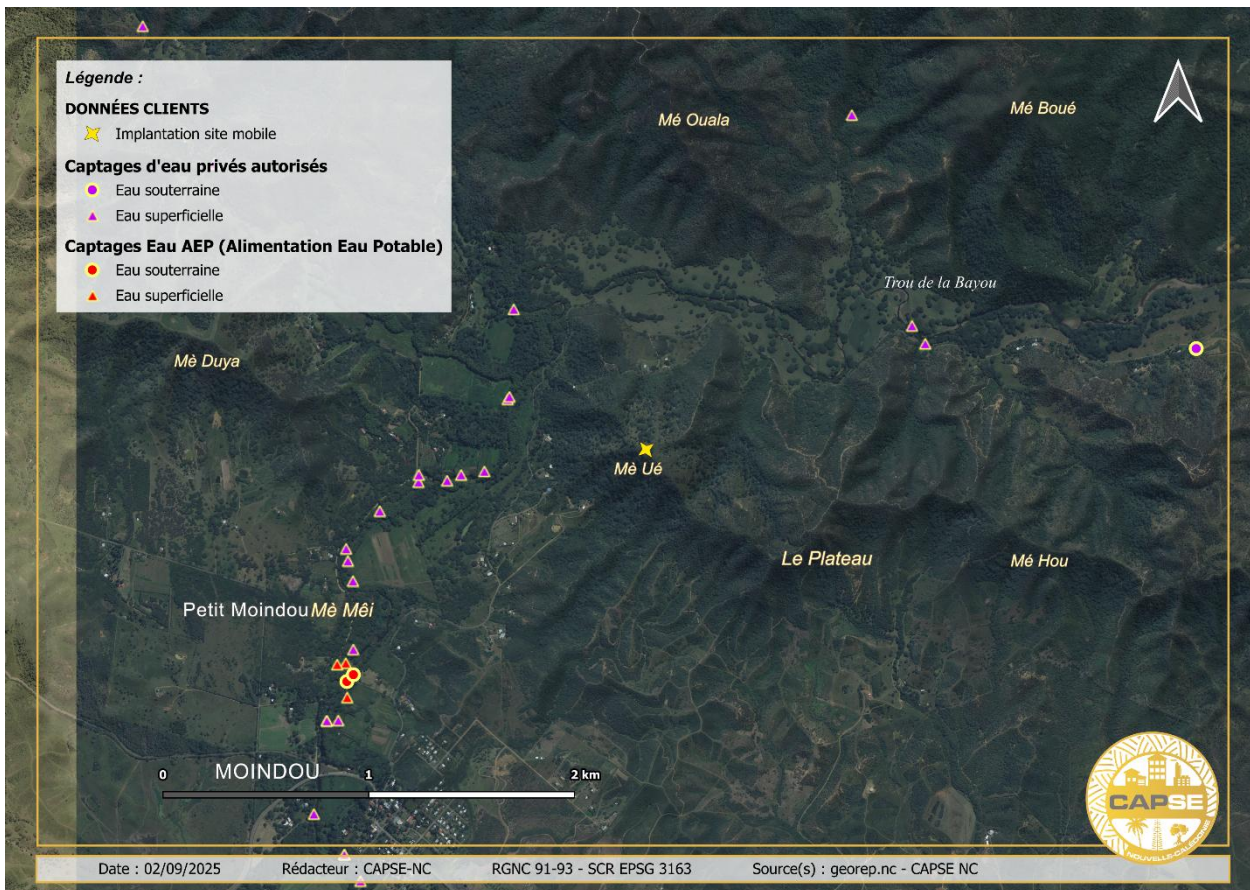 Légende :
DONNÉES CLIENTS
Implantation site mobile
Captages d'eau privés autorisés
Eau souterraine
Eau superficielle
Captages Eau AEP (Alimentation Eau Potable)
Eau souterraine
Eau superficielle
Mé Ouala
Mé Boué
Trou de la Bayou
Mè Duya
Mè Ué
Le Plateau
Mé Hou
Petit Moindou
Mè Mêi
MOINDOU
0 1 2 km
CAPSE
NOUVELLE-CALÉDONIE
Date : 02/09/2025 Rédacteur : CAPSE-NC RGNC 91-93 - SCR EPSG 3163 Source(s) : georep.nc - CAPSE NC